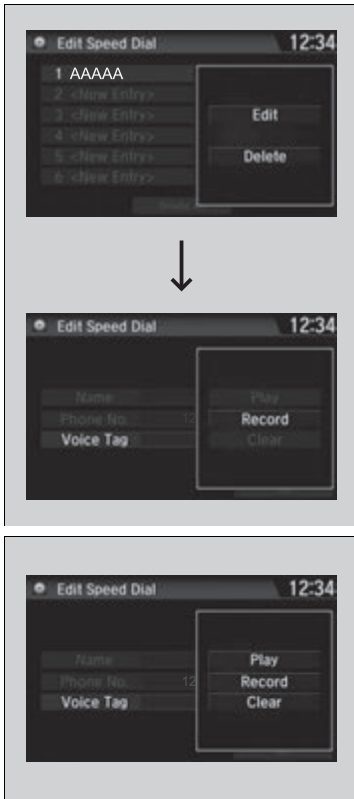 Edit Speed Dial 12:34
1 AAAAA
2 <New Entry>
3 <New Entry>
4 <New Entry>
5 <New Entry>
6 <New Entry>
Edit
Delete
Edit Speed Dial 12:34
Name Play
Phone No. 12 Record
Voice Tag Clear
Edit Speed Dial 12:34
Name Play
Phone No. 12 Record
Voice Tag Clear